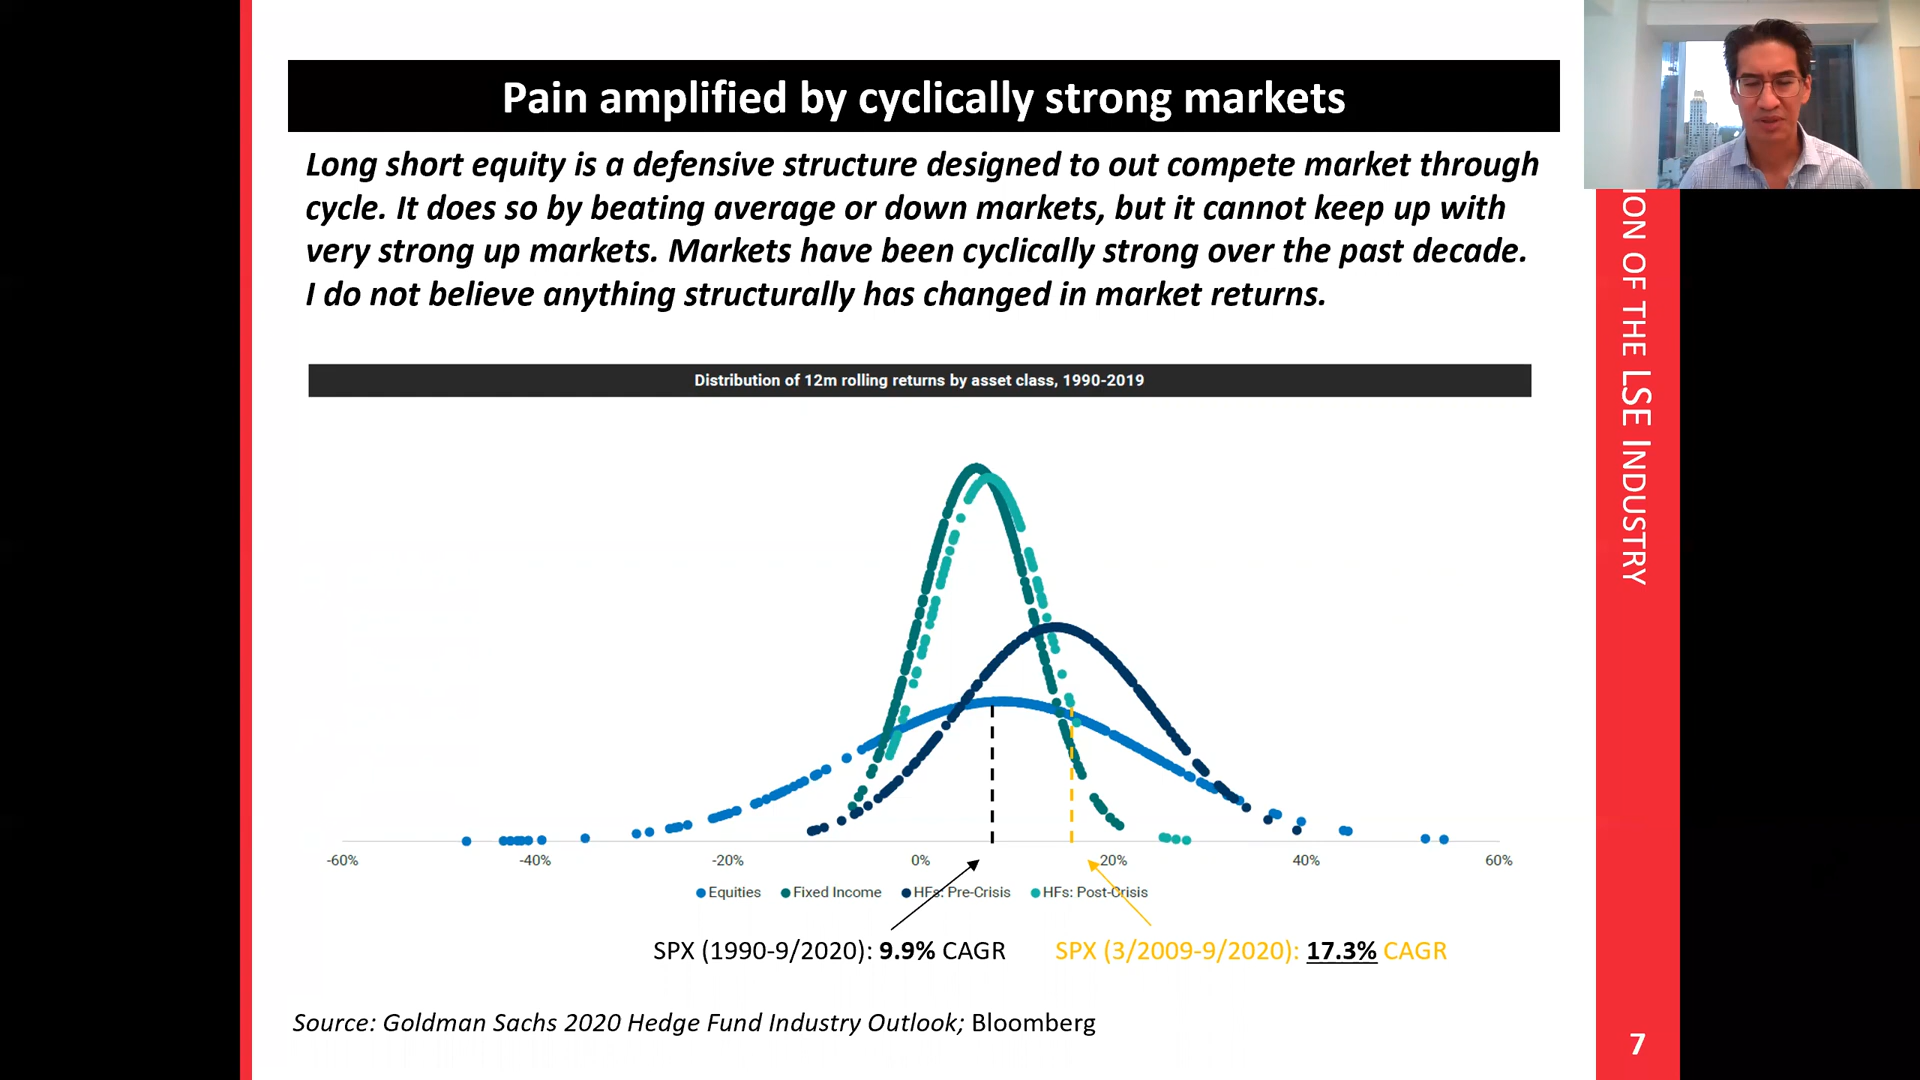 Pain amplified by cyclically strong markets
Long short equity is a defensive structure designed to out compete market through
cycle. It does so by beating average or down markets, but it cannot keep up with
very strong up markets. Markets have been cyclically strong over the past decade.
I do not believe anything structurally has changed in market returns.
Distribution of 12m rolling returns by asset class, 1990-2019
-60% -40% -20% 0% 20% 40% 60%
Equities Fixed Income HFs: Pre-Crisis HFs: Post-Crisis
SPX (1990-9/2020): 9.9% CAGR SPX (3/2009-9/2020): 17.3% CAGR
Source: Goldman Sachs 2020 Hedge Fund Industry Outlook; Bloomberg
ION OF THE LSE INDUSTRY
7